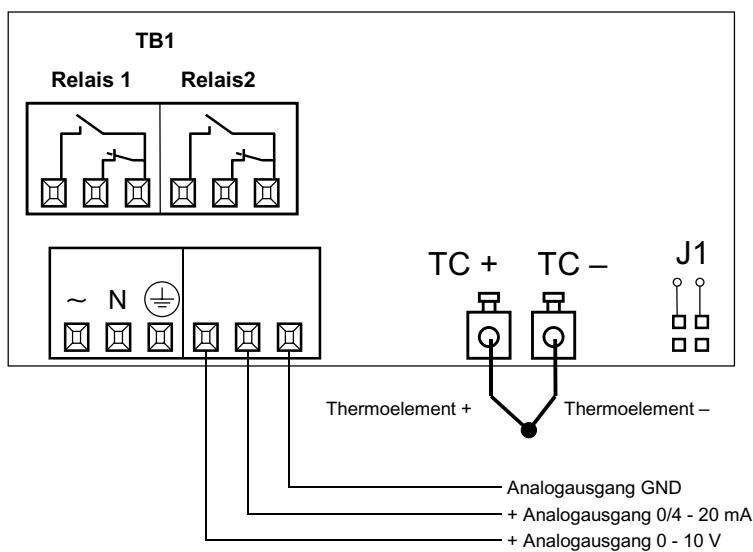 TB1
Relais 1 Relais2
TC + TC – J1
~ N
Thermoelement + Thermoelement –
Analogausgang GND
+ Analogausgang 0/4 - 20 mA
+ Analogausgang 0 - 10 V